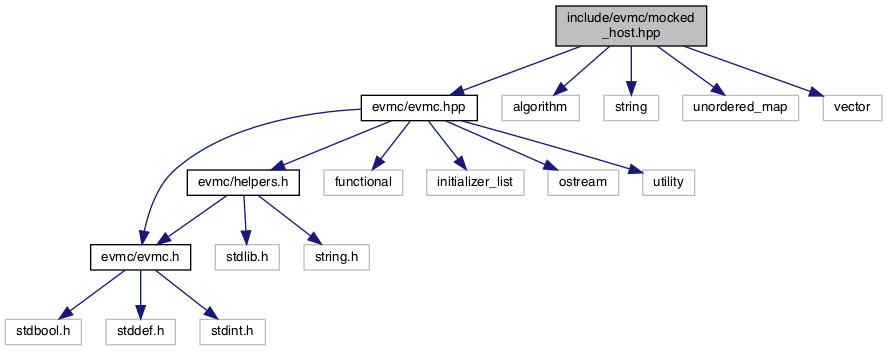 include/evmc/mocked
_host.hpp
evmc/evmc.hpp
algorithm
string
unordered_map
vector
evmc/helpers.h
functional
initializer_list
ostream
utility
evmc/evmc.h
stdlib.h
string.h
stdbool.h
stddef.h
stdint.h